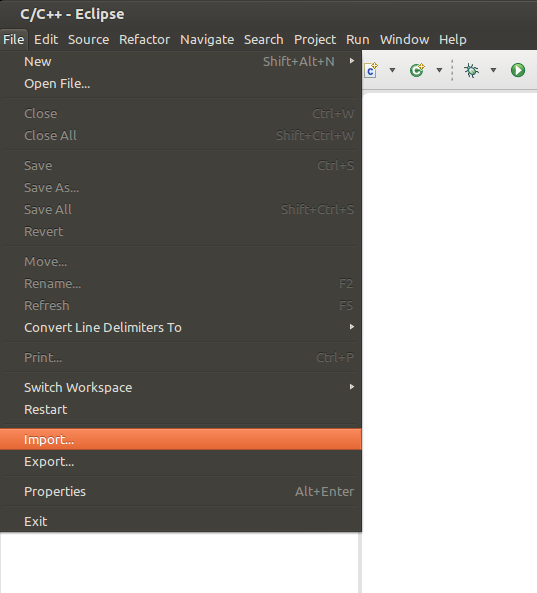 C/C++ - Eclipse
File Edit Source Refactor Navigate Search Project Run Window Help
New Shift+Alt+N
Open File...
Close Ctrl+W
Close All Shift+Ctrl+W
Save Ctrl+S
Save As...
Save All Shift+Ctrl+S
Revert
Move...
Rename... F2
Refresh F5
Convert Line Delimiters To
Print... Ctrl+P
Switch Workspace
Restart
Import...
Export...
Properties Alt+Enter
Exit